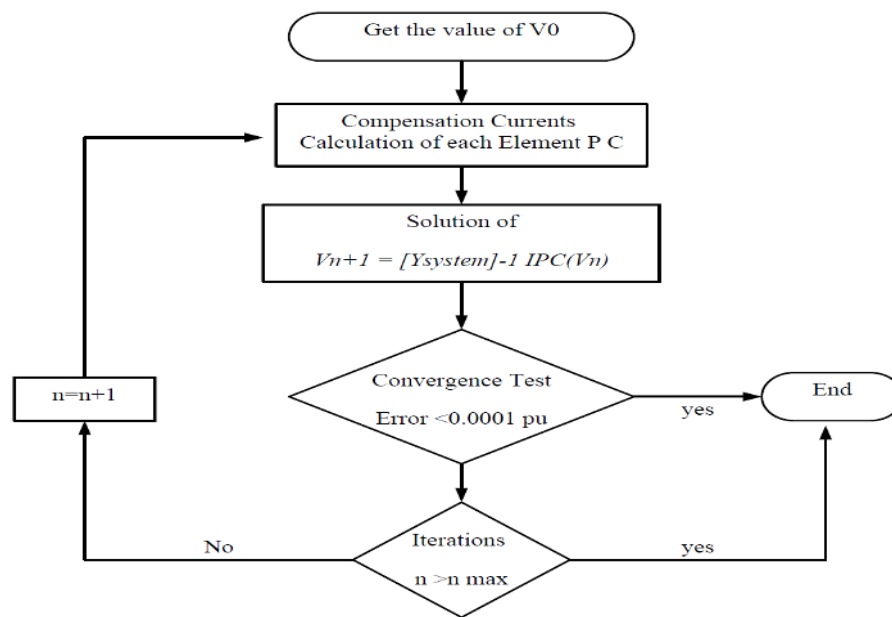 Get the value of V0
Compensation Currents
Calculation of each Element P C
Solution of
Vn+1 = [Ysystem]-1 IPC(Vn)
Convergence Test
Error <0.0001 pu
yes
End
n=n+1
No
Iterations
n >n max
yes